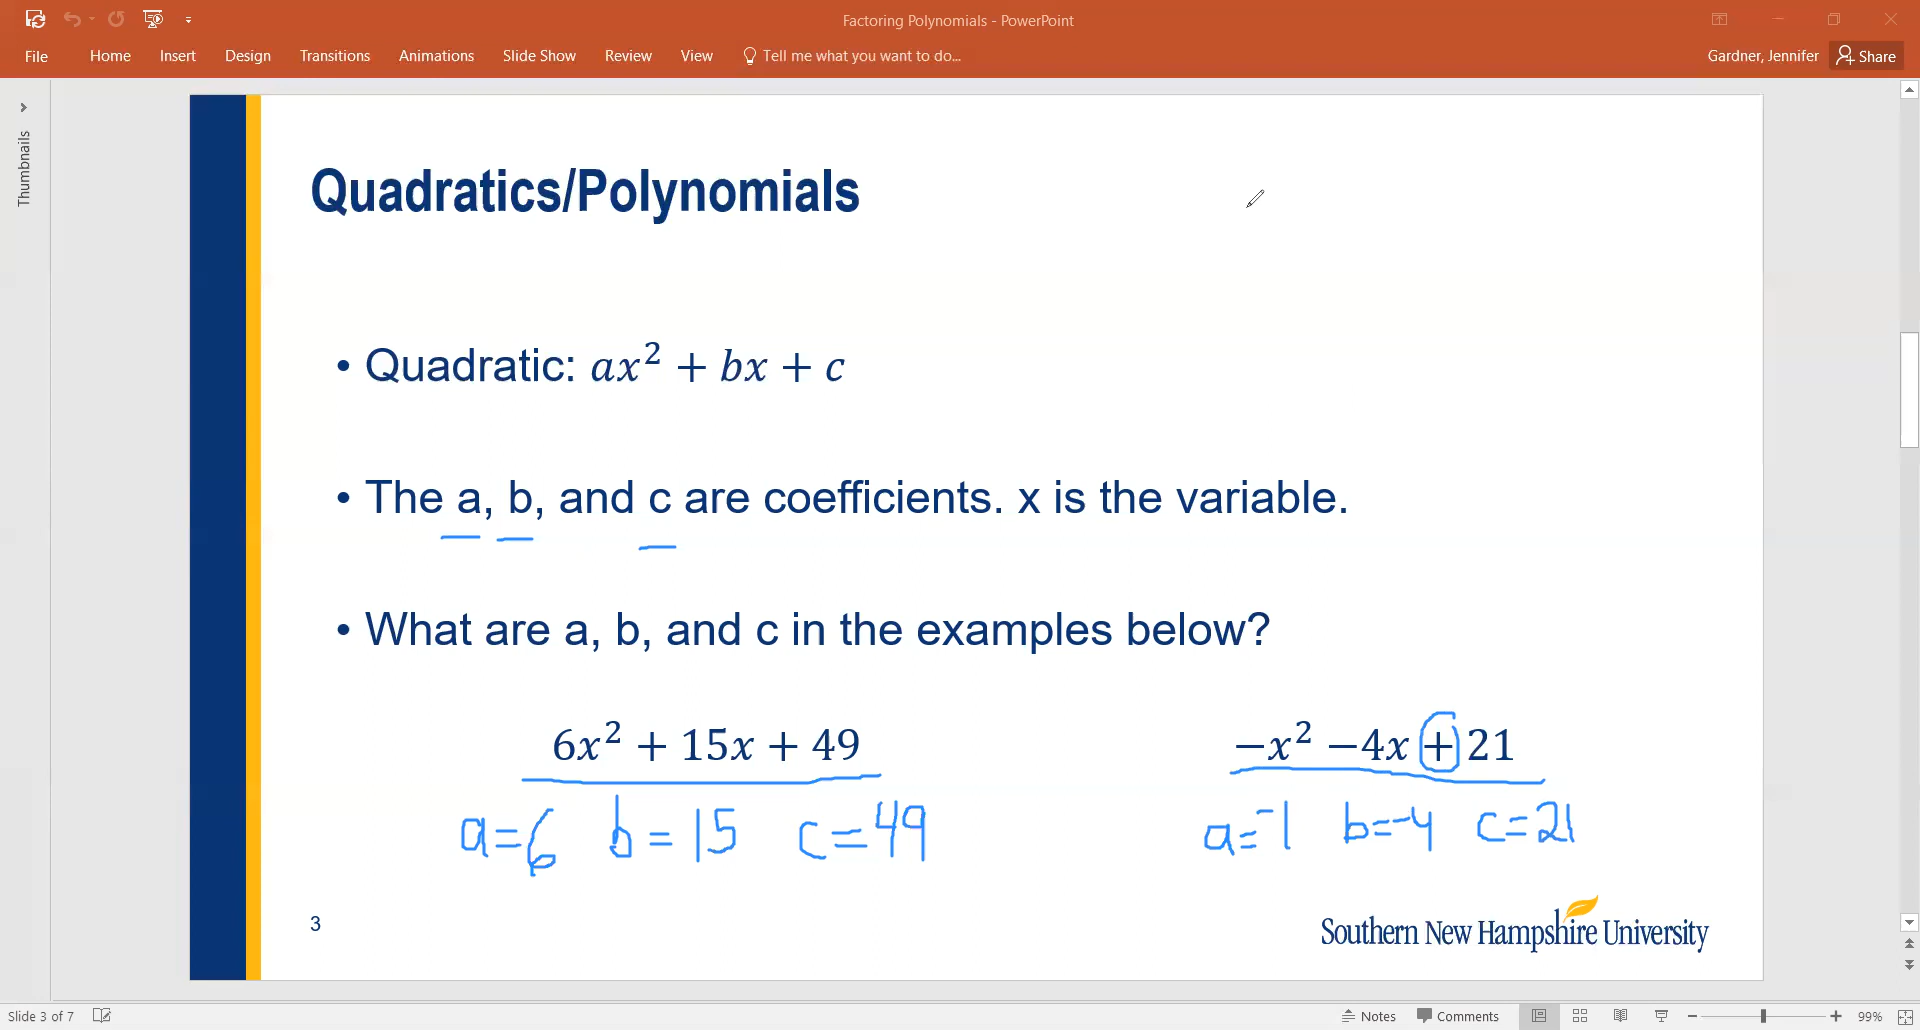 Factoring Polynomials - PowerPoint
File Home Insert Design Transitions Animations Slide Show Review View Tell me what you want to do... Gardner, Jennifer Share
Thumbnails
Quadratics/Polynomials
• Quadratic: ax² + bx + c
• The a, b, and c are coefficients. x is the variable.
• What are a, b, and c in the examples below?
6x² + 15x + 49
−x² −4x + 21
a=6 b=15 c=49
a=-1 b=-4 c=21
3
Southern New Hampshire University
Slide 3 of 7 Notes Comments 99%